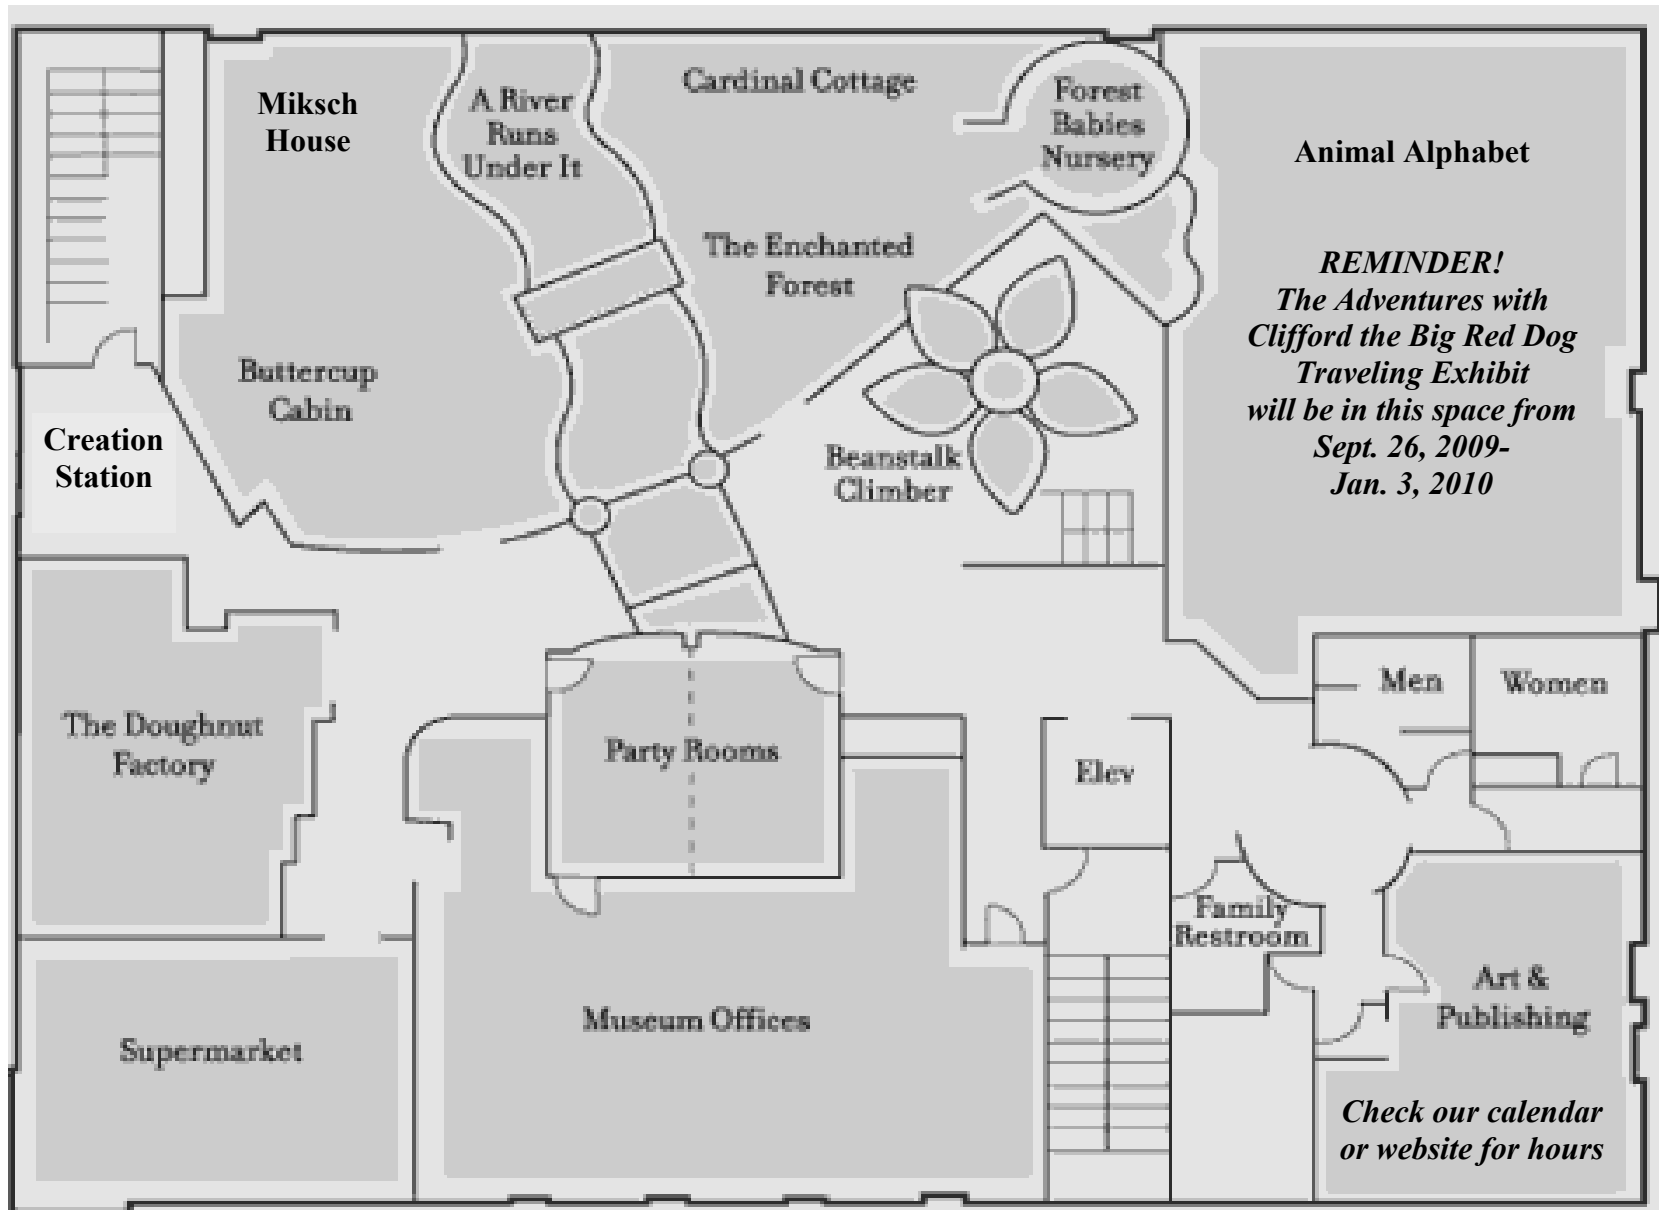 Miksch
House
A River
Runs
Under It
Cardinal Cottage
Forest
Babies
Nursery
Animal Alphabet
The Enchanted
Forest
REMINDER!
The Adventures with
Clifford the Big Red Dog
Traveling Exhibit
will be in this space from
Sept. 26, 2009-
Jan. 3, 2010
Buttercup
Cabin
Creation
Station
Beanstalk
Climber
Men
Women
The Doughnut
Factory
Party Rooms
Elev
Family
Restroom
Art &
Publishing
Museum Offices
Supermarket
Check our calendar
or website for hours